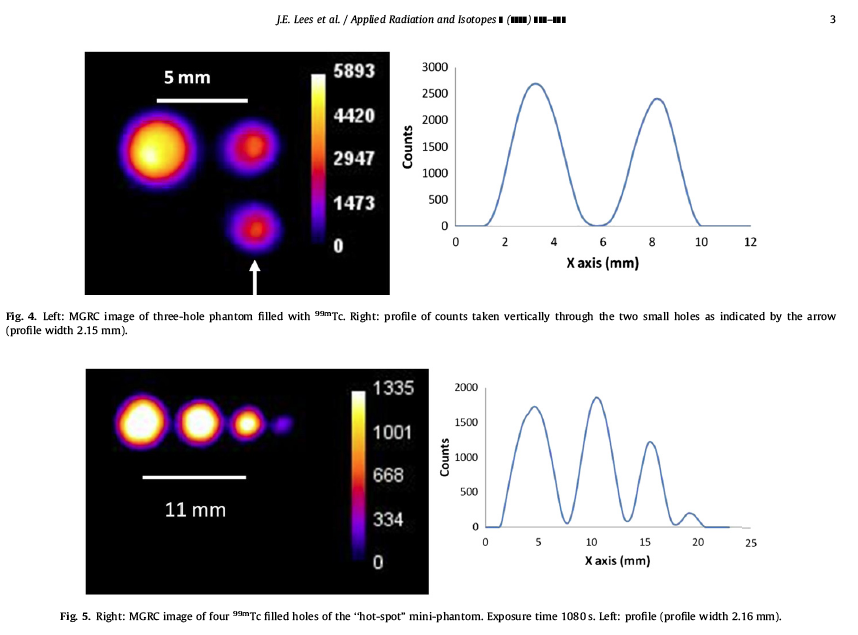 J.E. Lees et al. / Applied Radiation and Isotopes ▮ (▮▮▮▮) ▮▮▮–▮▮▮ 3
5 mm
5893
4420
2947
1473
0
3000
2500
2000
1500
1000
500
0
Counts
0 2 4 6 8 10 12
X axis (mm)
Fig. 4. Left: MGRC image of three-hole phantom filled with ⁹⁹ᵐTc. Right: profile of counts taken vertically through the two small holes as indicated by the arrow
(profile width 2.15 mm).
11 mm
1335
1001
668
334
0
2000
1500
1000
500
0
Counts
0 5 10 15 20 25
X axis (mm)
Fig. 5. Right: MGRC image of four ⁹⁹ᵐTc filled holes of the ‘‘hot-spot” mini-phantom. Exposure time 1080 s. Left: profile (profile width 2.16 mm).